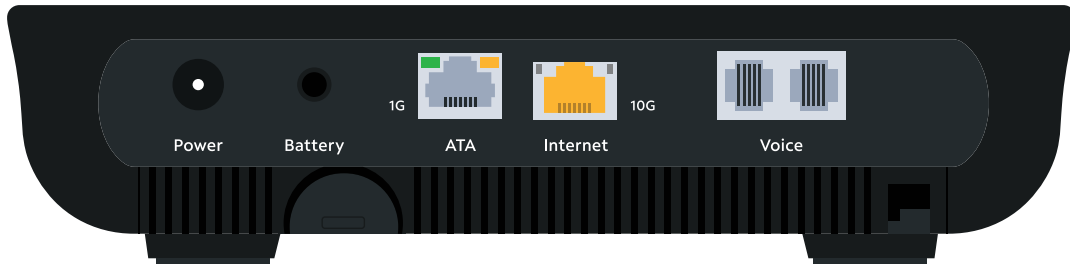 1G
10G
Power
Battery
ATA
Internet
Voice